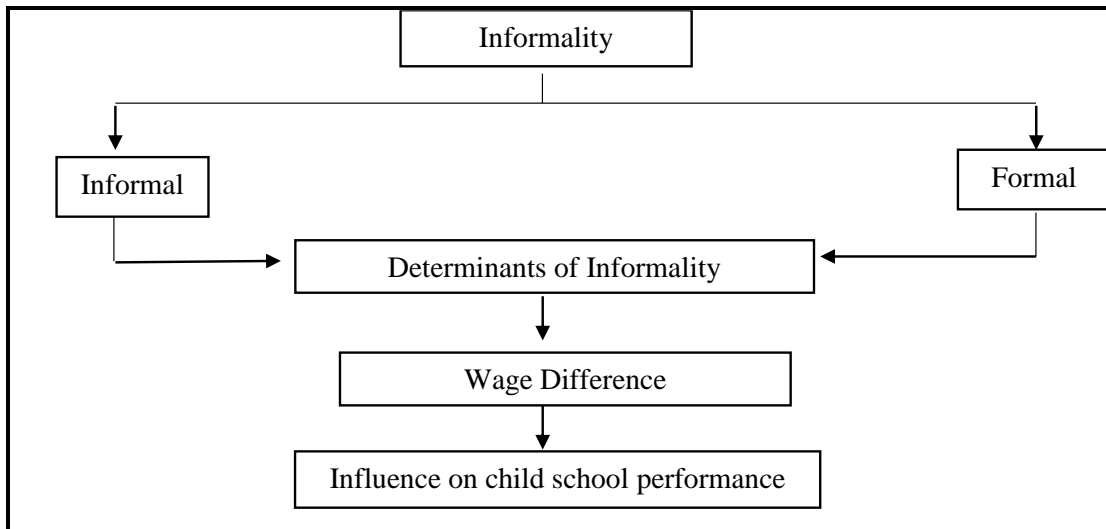 Informality
Informal
Formal
Determinants of Informality
Wage Difference
Influence on child school performance